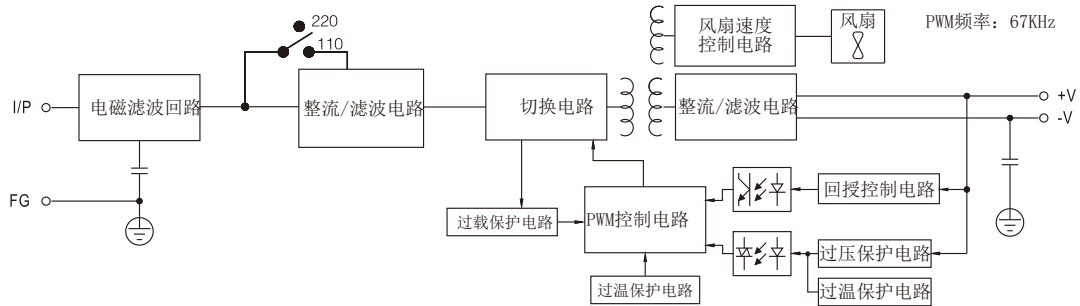 220
110
风扇速度
控制电路
风扇
PWM频率：67KHz
I/P
电磁滤波回路
整流/滤波电路
切换电路
整流/滤波电路
+V
-V
FG
过载保护电路
PWM控制电路
回授控制电路
过压保护电路
过温保护电路
过温保护电路